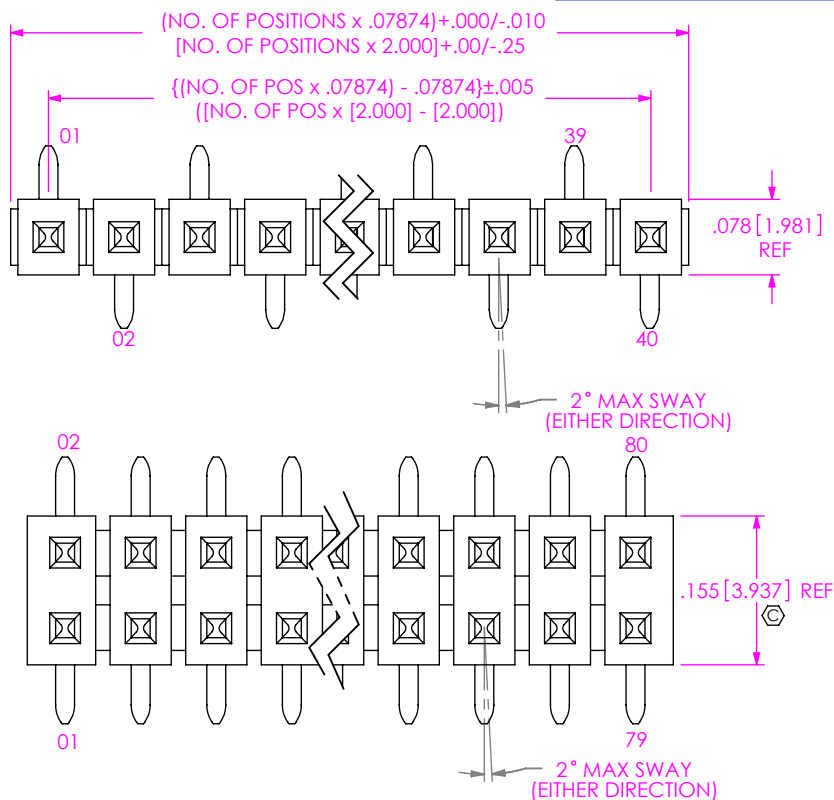 (NO. OF POSITIONS x .07874)+.000/-.010
[NO. OF POSITIONS x 2.000]+.00/-.25
{(NO. OF POS x .07874) - .07874}±.005
([NO. OF POS x [2.000] - [2.000])
01
39
.078 [1.981]
REF
02
40
2° MAX SWAY
(EITHER DIRECTION)
02
80
.155 [3.937] REF
C
01
79
2° MAX SWAY
(EITHER DIRECTION)